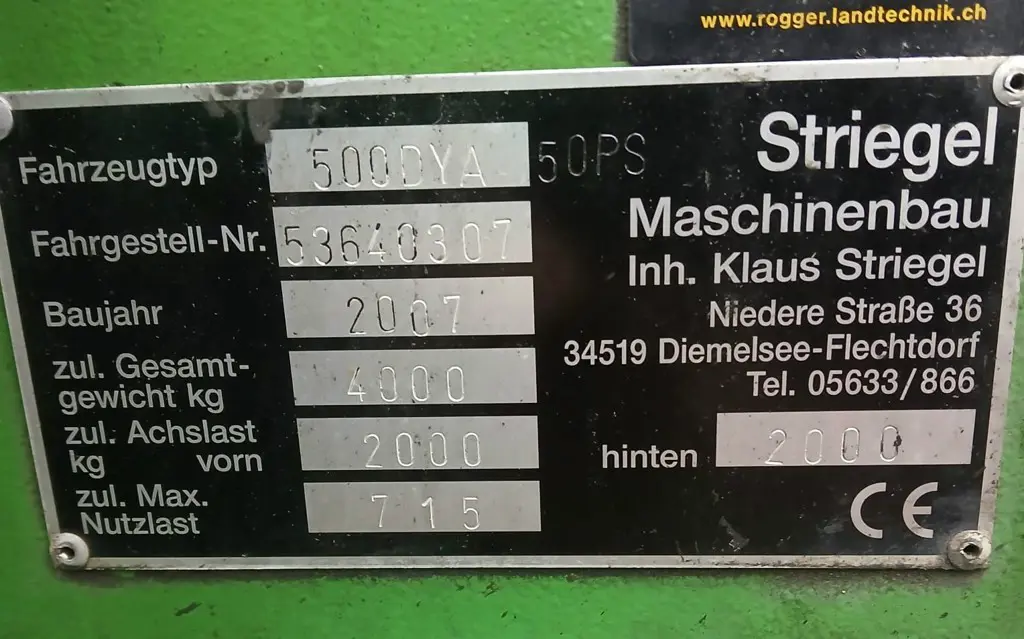 www.rogger.landtechnik.ch
Fahrzeugtyp 500DYA 50PS
Fahrgestell-Nr. 53640307
Baujahr 2007
zul. Gesamt-
gewicht kg 4000
zul. Achslast
kg vorn 2000
hinten 2000
zul. Max.
Nutzlast 715
Striegel
Maschinenbau
Inh. Klaus Striegel
Niedere Straße 36
34519 Diemelsee-Flechtdorf
Tel. 05633/866
CE